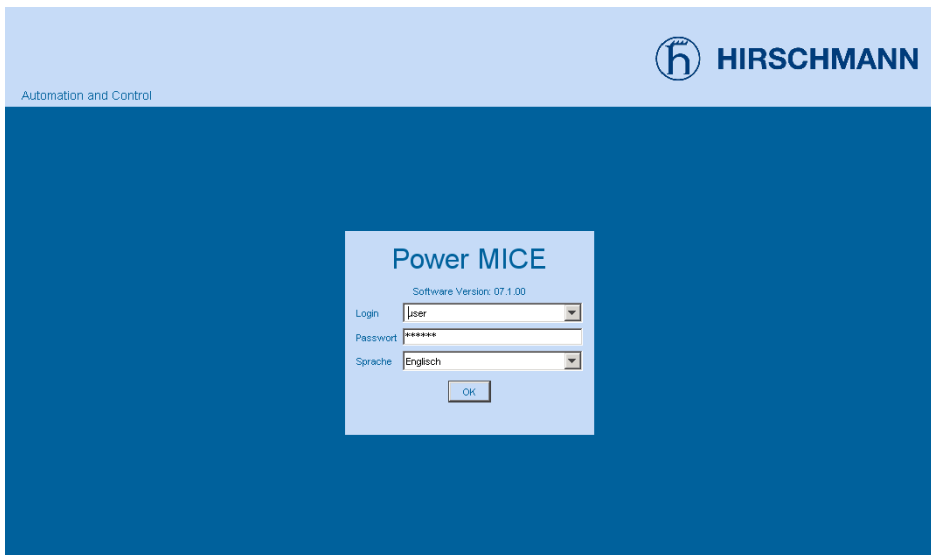 HIRSCHMANN
Automation and Control
Power MICE
Software Version: 07.1.00
Login user
Passwort ******
Sprache Englisch
OK